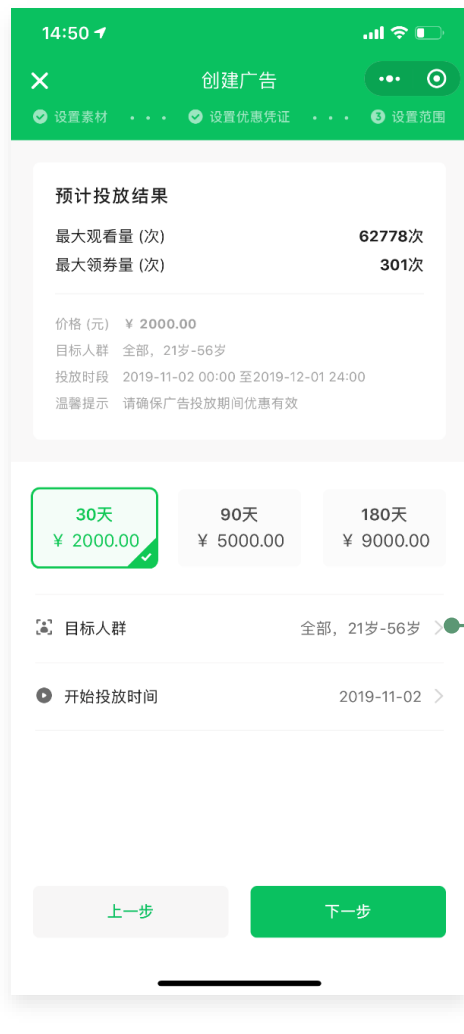 14:50
创建广告
设置素材 设置优惠凭证 3 设置范围
预计投放结果
最大观看量 (次) 62778次
最大领券量 (次) 301次
价格 (元) ¥ 2000.00
目标人群 全部，21岁-56岁
投放时段 2019-11-02 00:00 至2019-12-01 24:00
温馨提示 请确保广告投放期间优惠有效
30天 90天 180天
¥ 2000.00 ¥ 5000.00 ¥ 9000.00
目标人群 全部，21岁-56岁
开始投放时间 2019-11-02
上一步 下一步